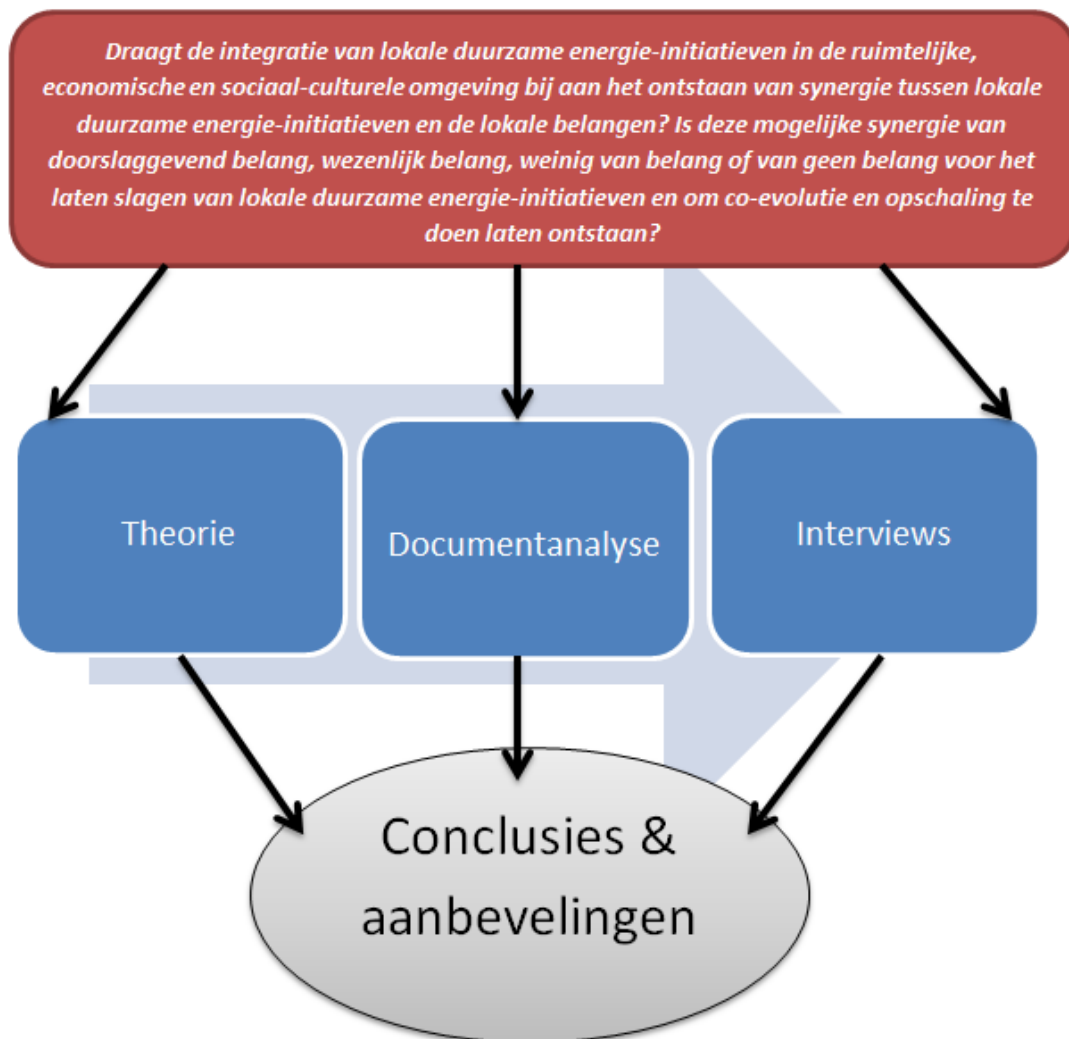 Draagt de integratie van lokale duurzame energie-initiatieven in de ruimtelijke,
economische en sociaal-culturele omgeving bij aan het ontstaan van synergie tussen lokale
duurzame energie-initiatieven en de lokale belangen? Is deze mogelijke synergie van
doorslaggevend belang, wezenlijk belang, weinig van belang of van geen belang voor het
laten slagen van lokale duurzame energie-initiatieven en om co-evolutie en opschaling te
doen laten ontstaan?
Theorie
Documentanalyse
Interviews
Conclusies &
aanbevelingen